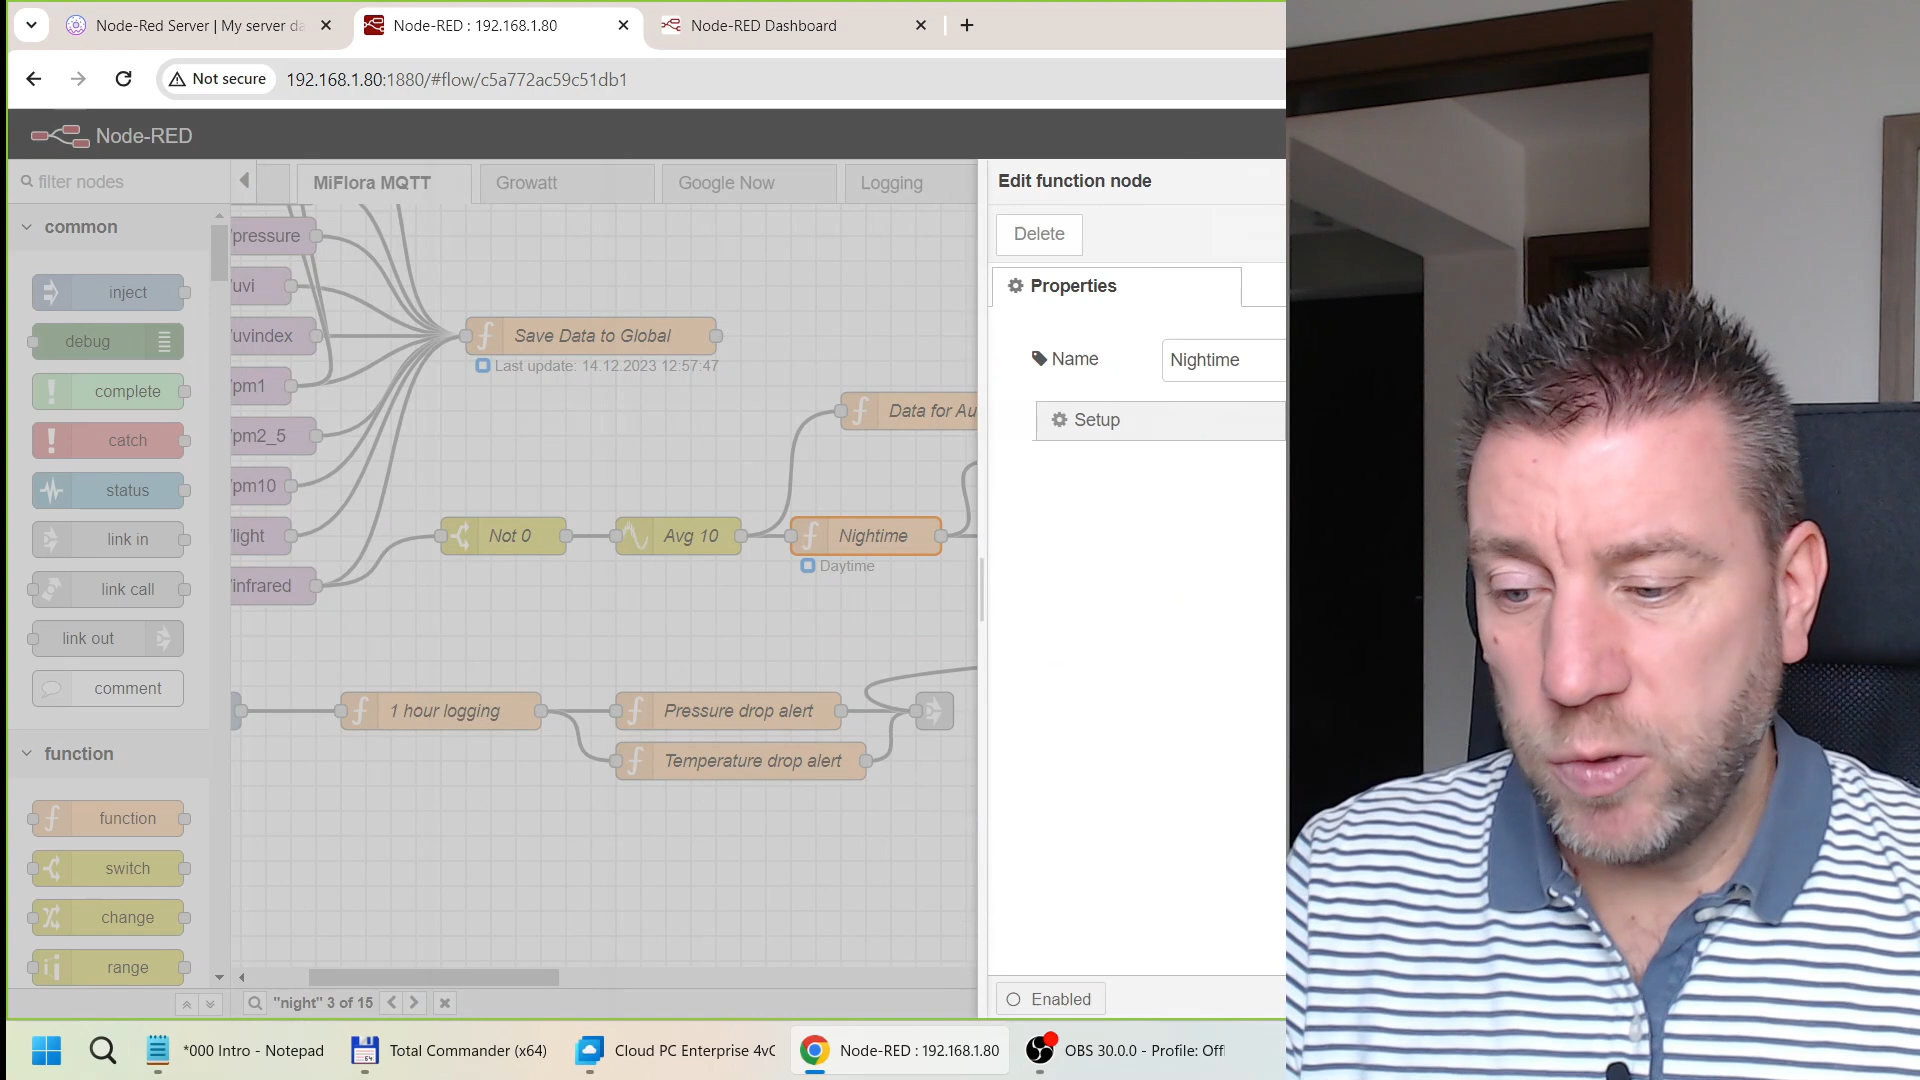 Node-Red Server | My server da
Node-RED : 192.168.1.80
Node-RED Dashboard
Not secure
192.168.1.80:1880/#flow/c5a772ac59c51db1
Node-RED
filter nodes
MiFlora MQTT
Growatt
Google Now
Logging
Edit function node
Delete
Properties
Name
Nightime
Setup
Enabled
common
inject
debug
complete
catch
status
link in
link call
link out
comment
function
function
switch
change
range
/pressure
/uvi
/uvindex
/pm1
/pm2_5
/pm10
/light
/infrared
Save Data to Global
Last update: 14.12.2023 12:57:47
Data for Au
Not 0
Avg 10
Nightime
Daytime
1 hour logging
Pressure drop alert
Temperature drop alert
"night" 3 of 15
*000 Intro - Notepad
64
Total Commander (x64)
Cloud PC Enterprise 4vC
Node-RED : 192.168.1.80
OBS 30.0.0 - Profile: Off